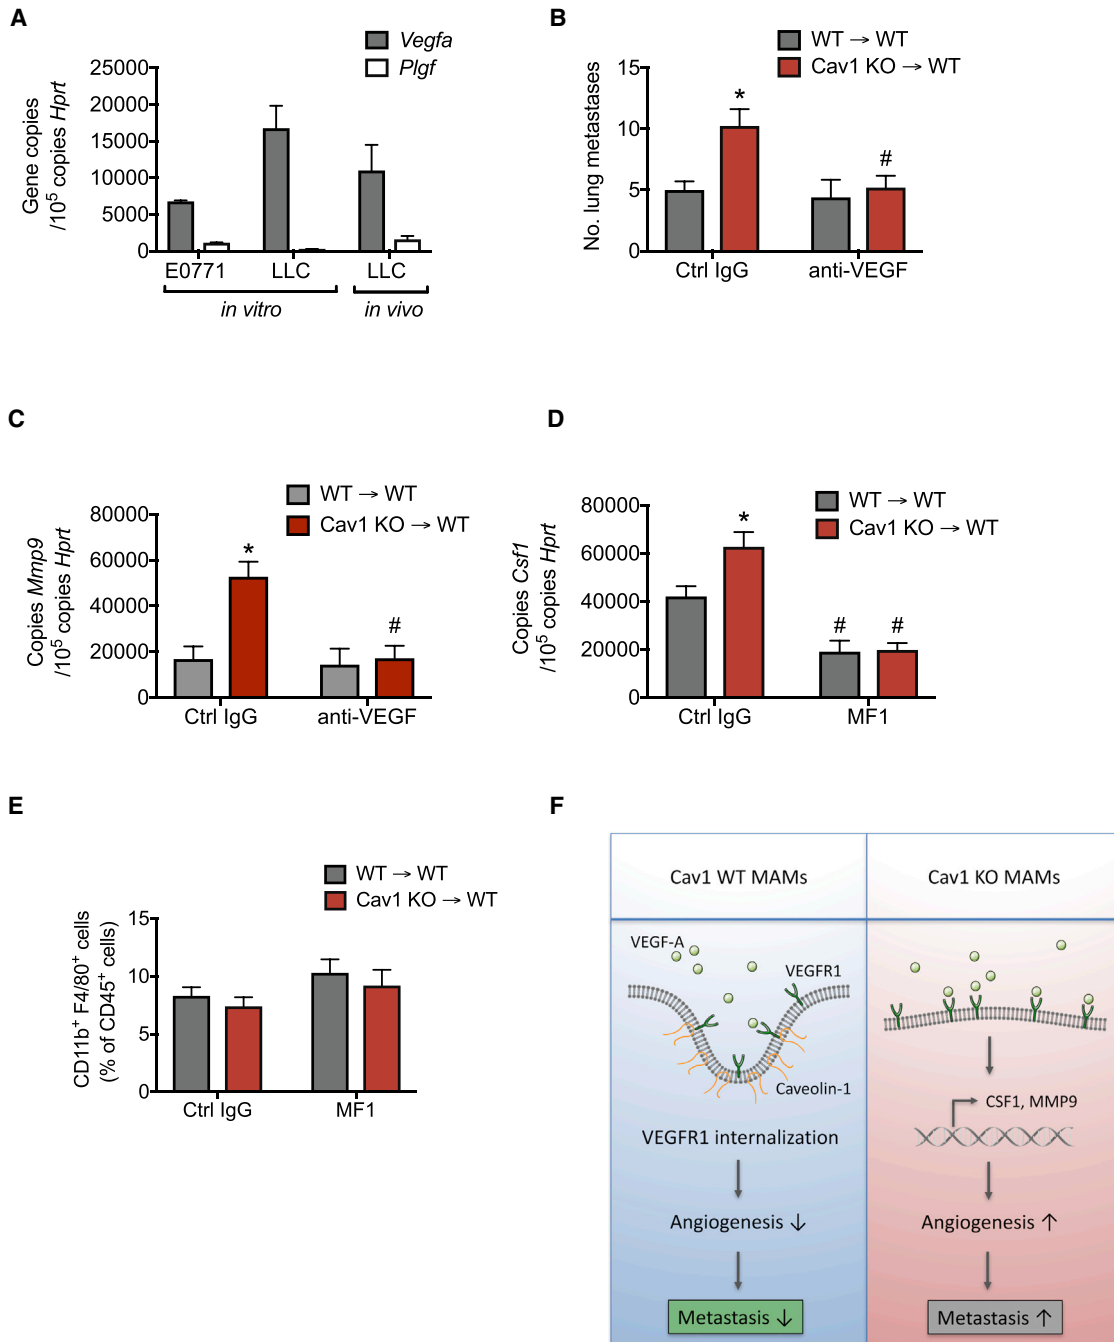 A
Vegfa
Plgf
Gene copies
/10⁵ copies Hprt
25000
20000
15000
10000
5000
0
E0771
LLC
LLC
in vitro
in vivo
B
WT → WT
Cav1 KO → WT
No. lung metastases
15
10
5
0
*
#
Ctrl IgG
anti-VEGF
C
WT → WT
Cav1 KO → WT
Copies Mmp9
/10⁵ copies Hprt
80000
60000
40000
20000
0
*
#
Ctrl IgG
anti-VEGF
D
WT → WT
Cav1 KO → WT
Copies Csf1
/10⁵ copies Hprt
80000
60000
40000
20000
0
*
#
#
Ctrl IgG
MF1
E
WT → WT
Cav1 KO → WT
CD11b⁺ F4/80⁺ cells
(% of CD45⁺ cells)
15
10
5
0
Ctrl IgG
MF1
F
Cav1 WT MAMs
VEGF-A
VEGFR1
Caveolin-1
VEGFR1 internalization
Angiogenesis ↓
Metastasis ↓
Cav1 KO MAMs
CSF1, MMP9
Angiogenesis ↑
Metastasis ↑